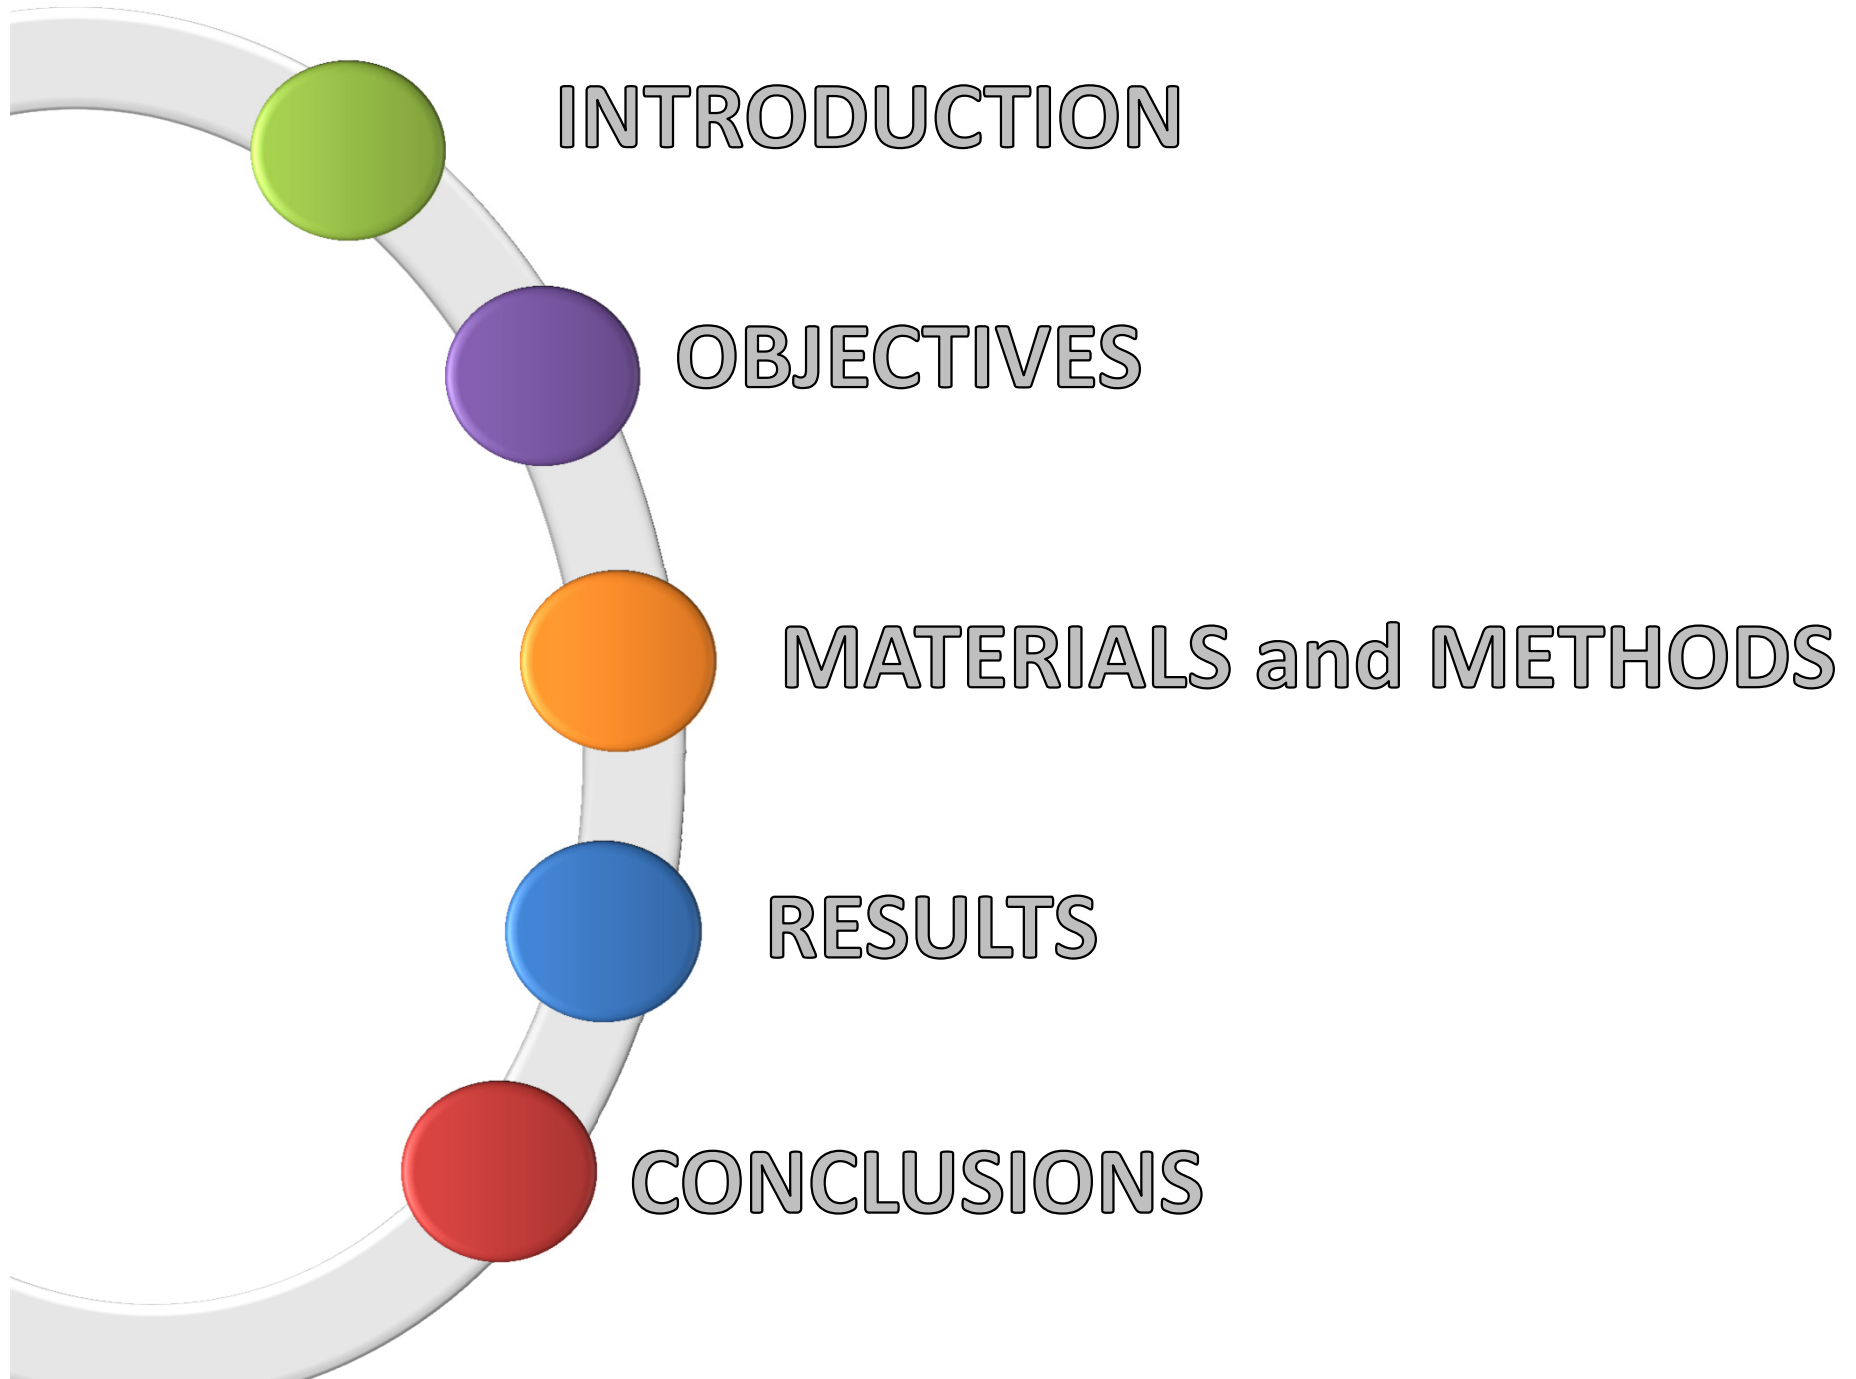 INTRODUCTION
OBJECTIVES
MATERIALS and METHODS
RESULTS
CONCLUSIONS